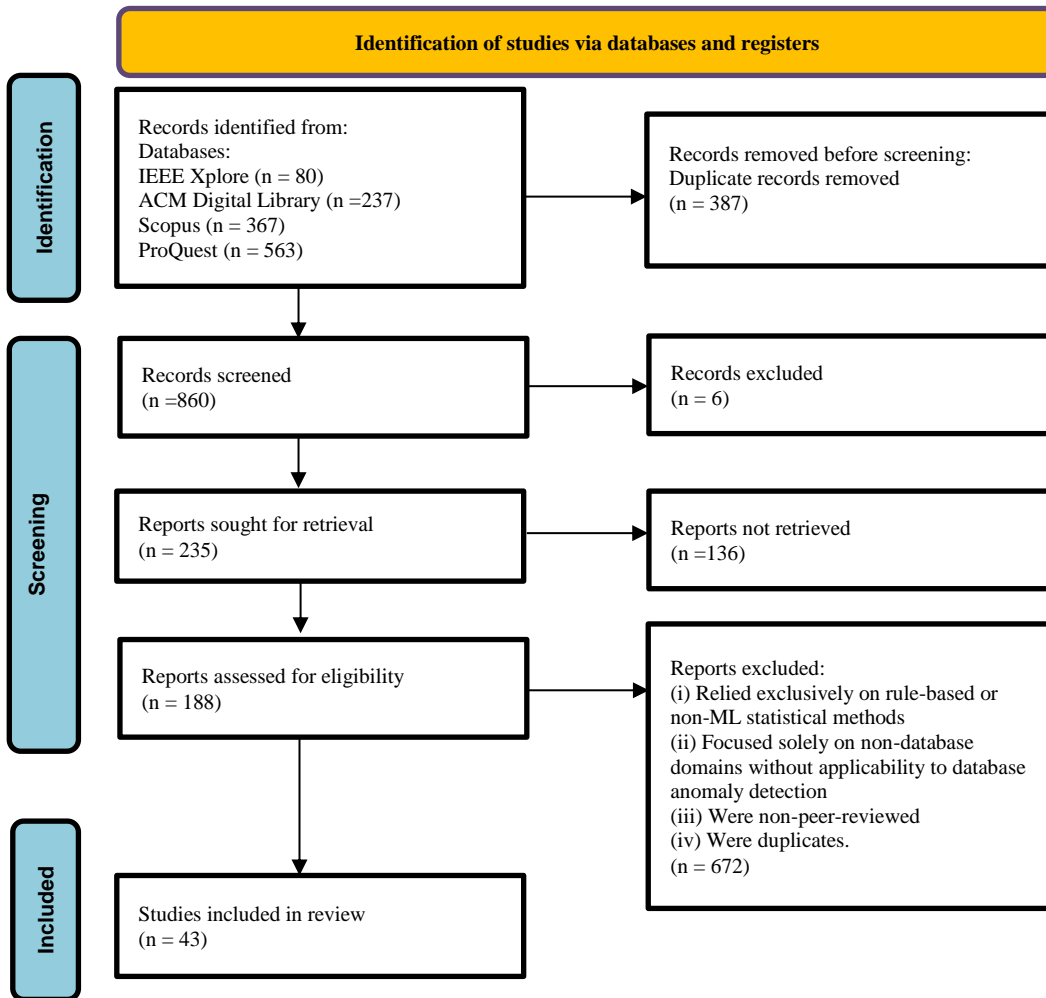 Identification of studies via databases and registers
Identification
Records identified from:
Databases:
IEEE Xplore (n = 80)
ACM Digital Library (n =237)
Scopus (n = 367)
ProQuest (n = 563)
Records removed before screening:
Duplicate records removed
(n = 387)
Screening
Records screened
(n =860)
Records excluded
(n = 6)
Reports sought for retrieval
(n = 235)
Reports not retrieved
(n =136)
Reports assessed for eligibility
(n = 188)
Reports excluded:
(i) Relied exclusively on rule-based or
non-ML statistical methods
(ii) Focused solely on non-database
domains without applicability to database
anomaly detection
(iii) Were non-peer-reviewed
(iv) Were duplicates.
(n = 672)
Included
Studies included in review
(n = 43)